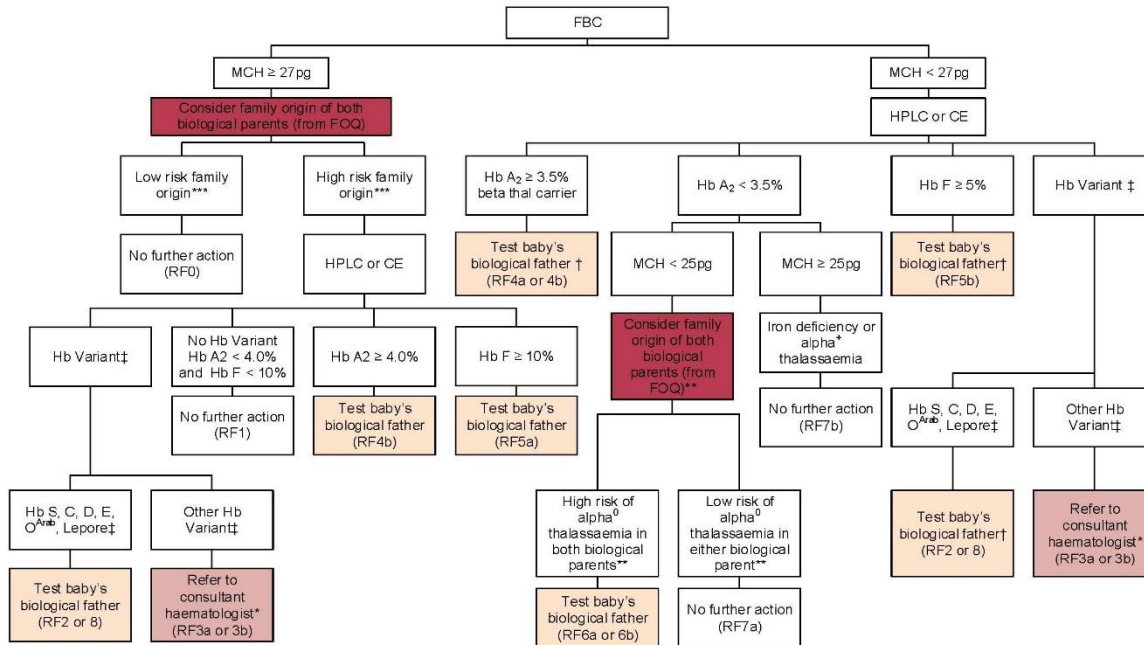 FBC
MCH ≥ 27pg
MCH < 27pg
Consider family origin of both
biological parents (from FOQ)
HPLC or CE
Low risk family
origin***
High risk family
origin***
Hb A₂ ≥ 3.5%
beta thal carrier
Hb A₂ < 3.5%
Hb F ≥ 5%
Hb Variant ‡
No further action
(RF0)
HPLC or CE
Test baby's
biological father †
(RF4a or 4b)
MCH < 25pg
MCH ≥ 25pg
Test baby's
biological father†
(RF5b)
Hb Variant‡
No Hb Variant
Hb A2 < 4.0%
and Hb F < 10%
Hb A2 ≥ 4.0%
Hb F ≥ 10%
Consider family
origin of both
biological
parents (from
FOQ)**
Iron deficiency or
alpha⁺
thalassaemia
No further action
(RF1)
Test baby's
biological father
(RF4b)
Test baby's
biological father
(RF5a)
No further action
(RF7b)
Hb S, C, D, E,
Oᴬʳᵃᵇ, Lepore‡
Other Hb
Variant‡
Hb S, C, D, E,
Oᴬʳᵃᵇ, Lepore‡
Other Hb
Variant‡
High risk of
alpha⁰
thalassaemia in
both biological
parents**
Low risk of
alpha⁰
thalassaemia in
either biological
parent**
Test baby's
biological father†
(RF2 or 8)
Refer to
consultant
haematologist*
(RF3a or 3b)
Test baby's
biological father
(RF2 or 8)
Refer to
consultant
haematologist*
(RF3a or 3b)
Test baby's
biological father
(RF6a or 6b)
No further action
(RF7a)